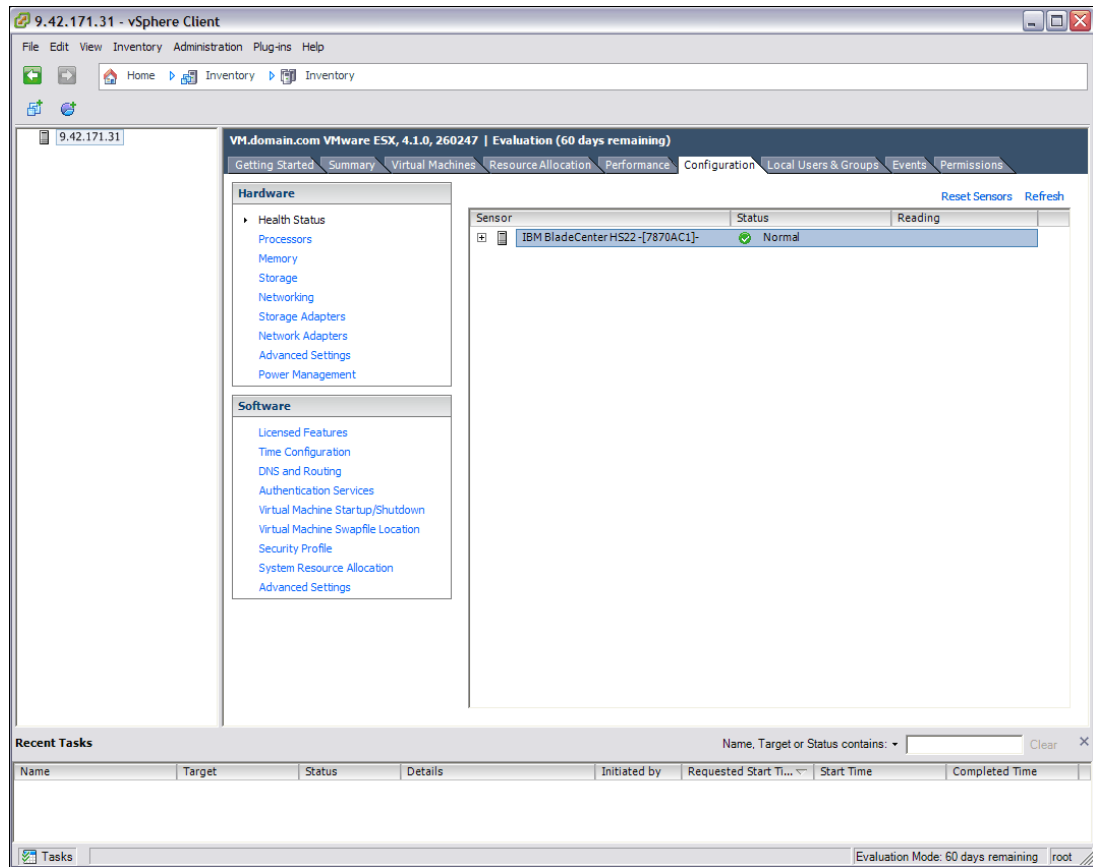 9.42.171.31 - vSphere Client
File Edit View Inventory Administration Plug-ins Help
Home Inventory Inventory
9.42.171.31
VM.domain.com VMware ESX, 4.1.0, 260247 | Evaluation (60 days remaining)
Getting Started Summary Virtual Machines Resource Allocation Performance Configuration Local Users & Groups Events Permissions
Hardware
Health Status
Processors
Memory
Storage
Networking
Storage Adapters
Network Adapters
Advanced Settings
Power Management
Software
Licensed Features
Time Configuration
DNS and Routing
Authentication Services
Virtual Machine Startup/Shutdown
Virtual Machine Swapfile Location
Security Profile
System Resource Allocation
Advanced Settings
Reset Sensors Refresh
Sensor Status Reading
IBM BladeCenter HS22 -[7870AC1]- Normal
Recent Tasks
Name, Target or Status contains: Clear
Name Target Status Details Initiated by Requested Start Ti... Start Time Completed Time
Tasks
Evaluation Mode: 60 days remaining root